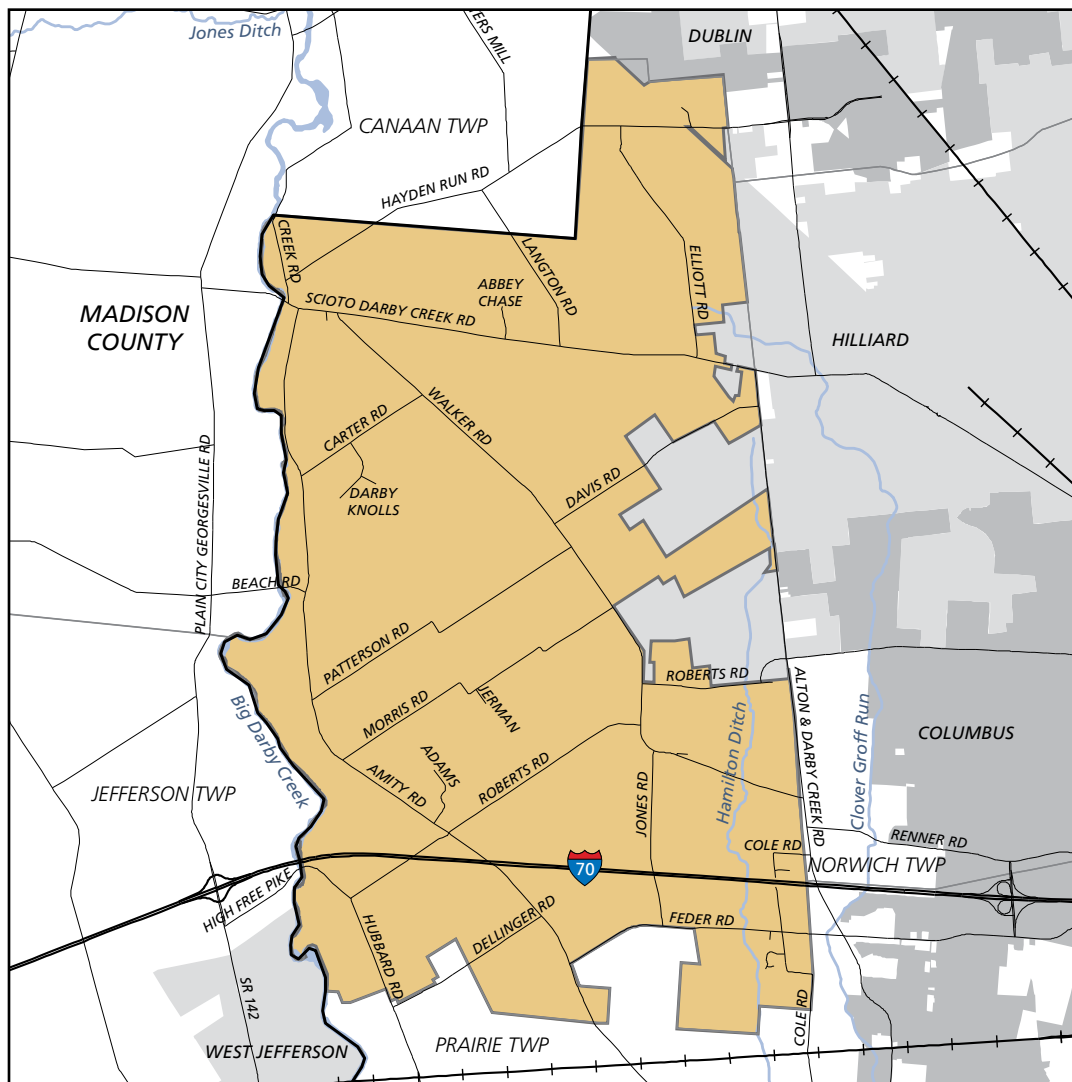 DUBLIN
Jones Ditch
ERS MILL
CANAAN TWP
HAYDEN RUN RD
CREEK RD
LANGTON RD
ELLIOTT RD
ABBEY
CHASE
SCIOTO DARBY CREEK RD
MADISON
COUNTY
HILLIARD
WALKER RD
CARTER RD
DARBY
KNOLLS
DAVIS RD
PLAIN CITY GEORGESVILLE RD
BEACH RD
PATTERSON RD
ROBERTS RD
MORRIS RD
JERMAN
ALTON & DARBY CREEK RD
Hamilton Ditch
Clover Groff Run
COLUMBUS
Big Darby Creek
ADAMS
AMITY RD
ROBERTS RD
JONES RD
JEFFERSON TWP
RENNER RD
COLE RD
NORWICH TWP
70
HIGH FREE PIKE
HUBBARD RD
DELLINGER RD
FEDER RD
SR 142
COLE RD
WEST JEFFERSON
PRAIRIE TWP